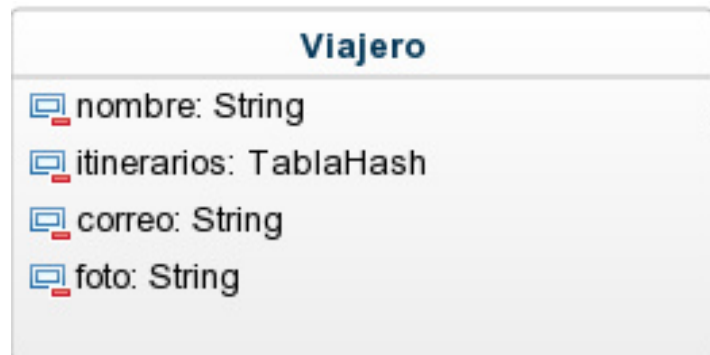 Viajero
nombre: String
itinerarios: TablaHash
correo: String
foto: String